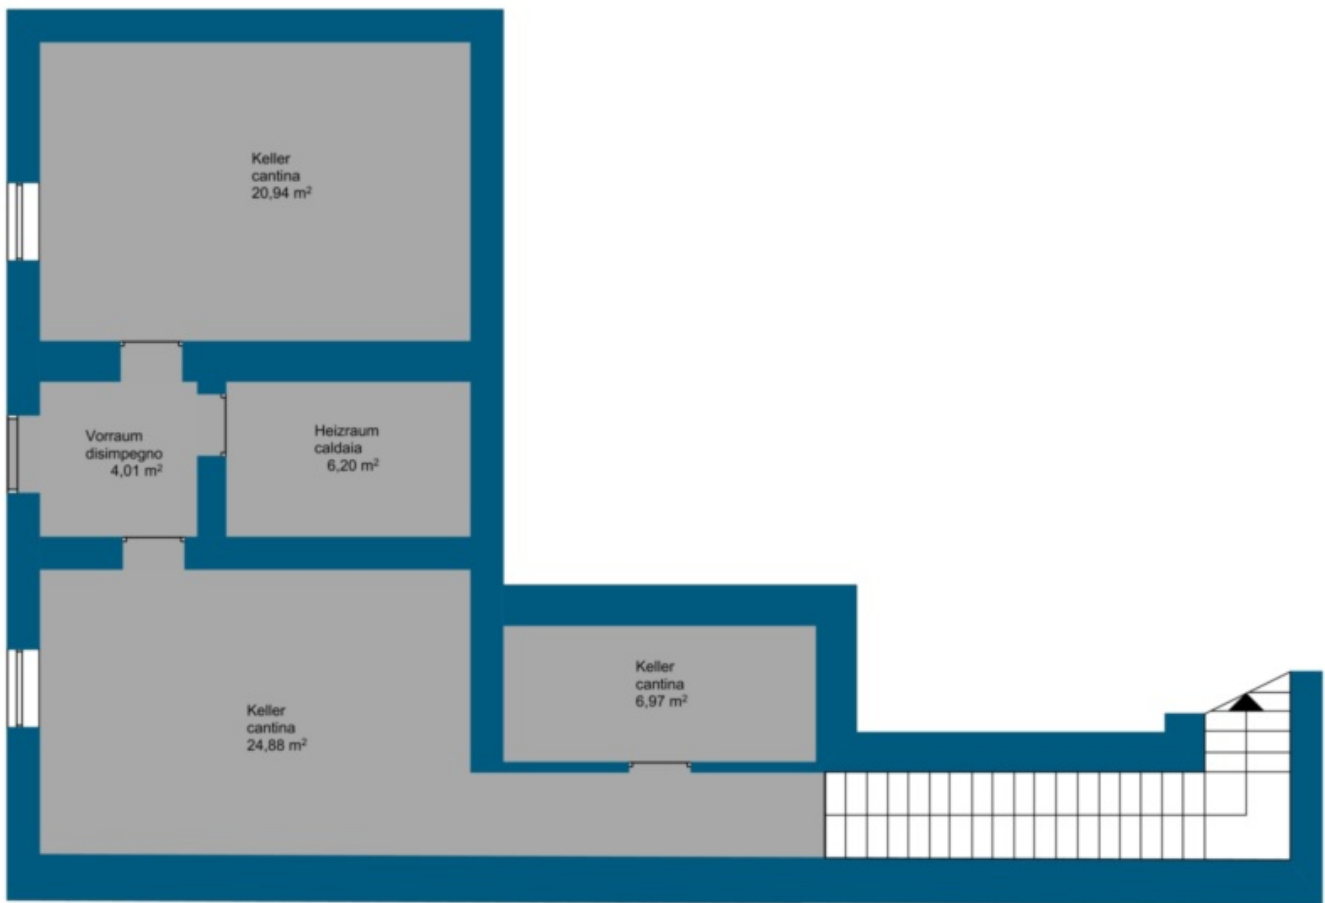 Keller
cantina
20,94 m²
Vorraum
disimpegno
4,01 m²
Heizraum
caldaia
6,20 m²
Keller
cantina
6,97 m²
Keller
cantina
24,88 m²